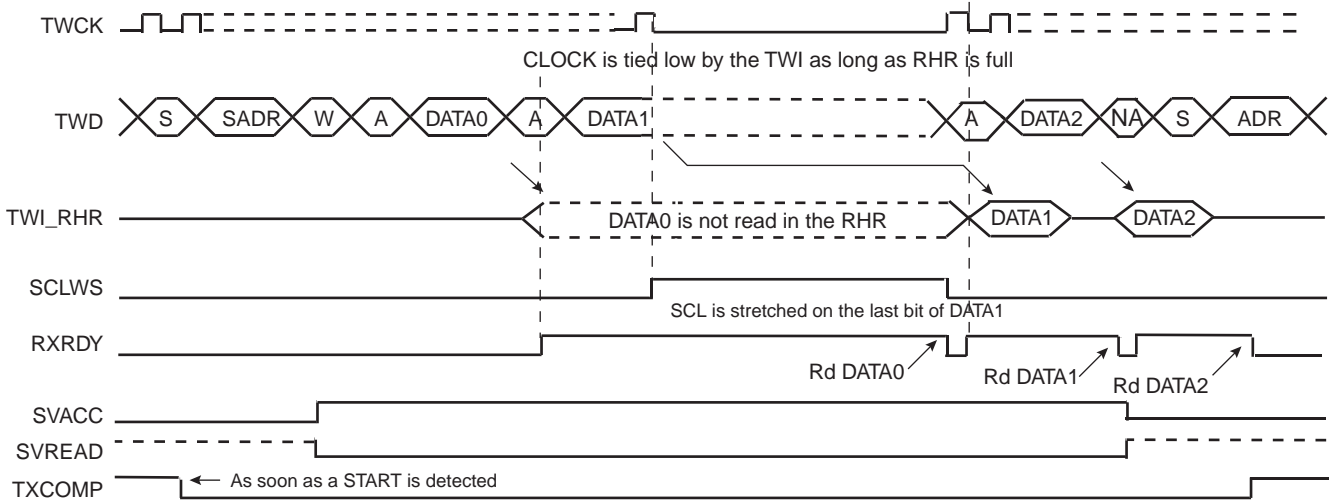 TWCK
CLOCK is tied low by the TWI as long as RHR is full
TWD S SADR W A DATA0 A DATA1 A DATA2 NA S ADR
TWI_RHR DATA0 is not read in the RHR DATA1 DATA2
SCLWS
SCL is stretched on the last bit of DATA1
RXRDY
Rd DATA0 Rd DATA1 Rd DATA2
SVACC
SVREAD
TXCOMP As soon as a START is detected